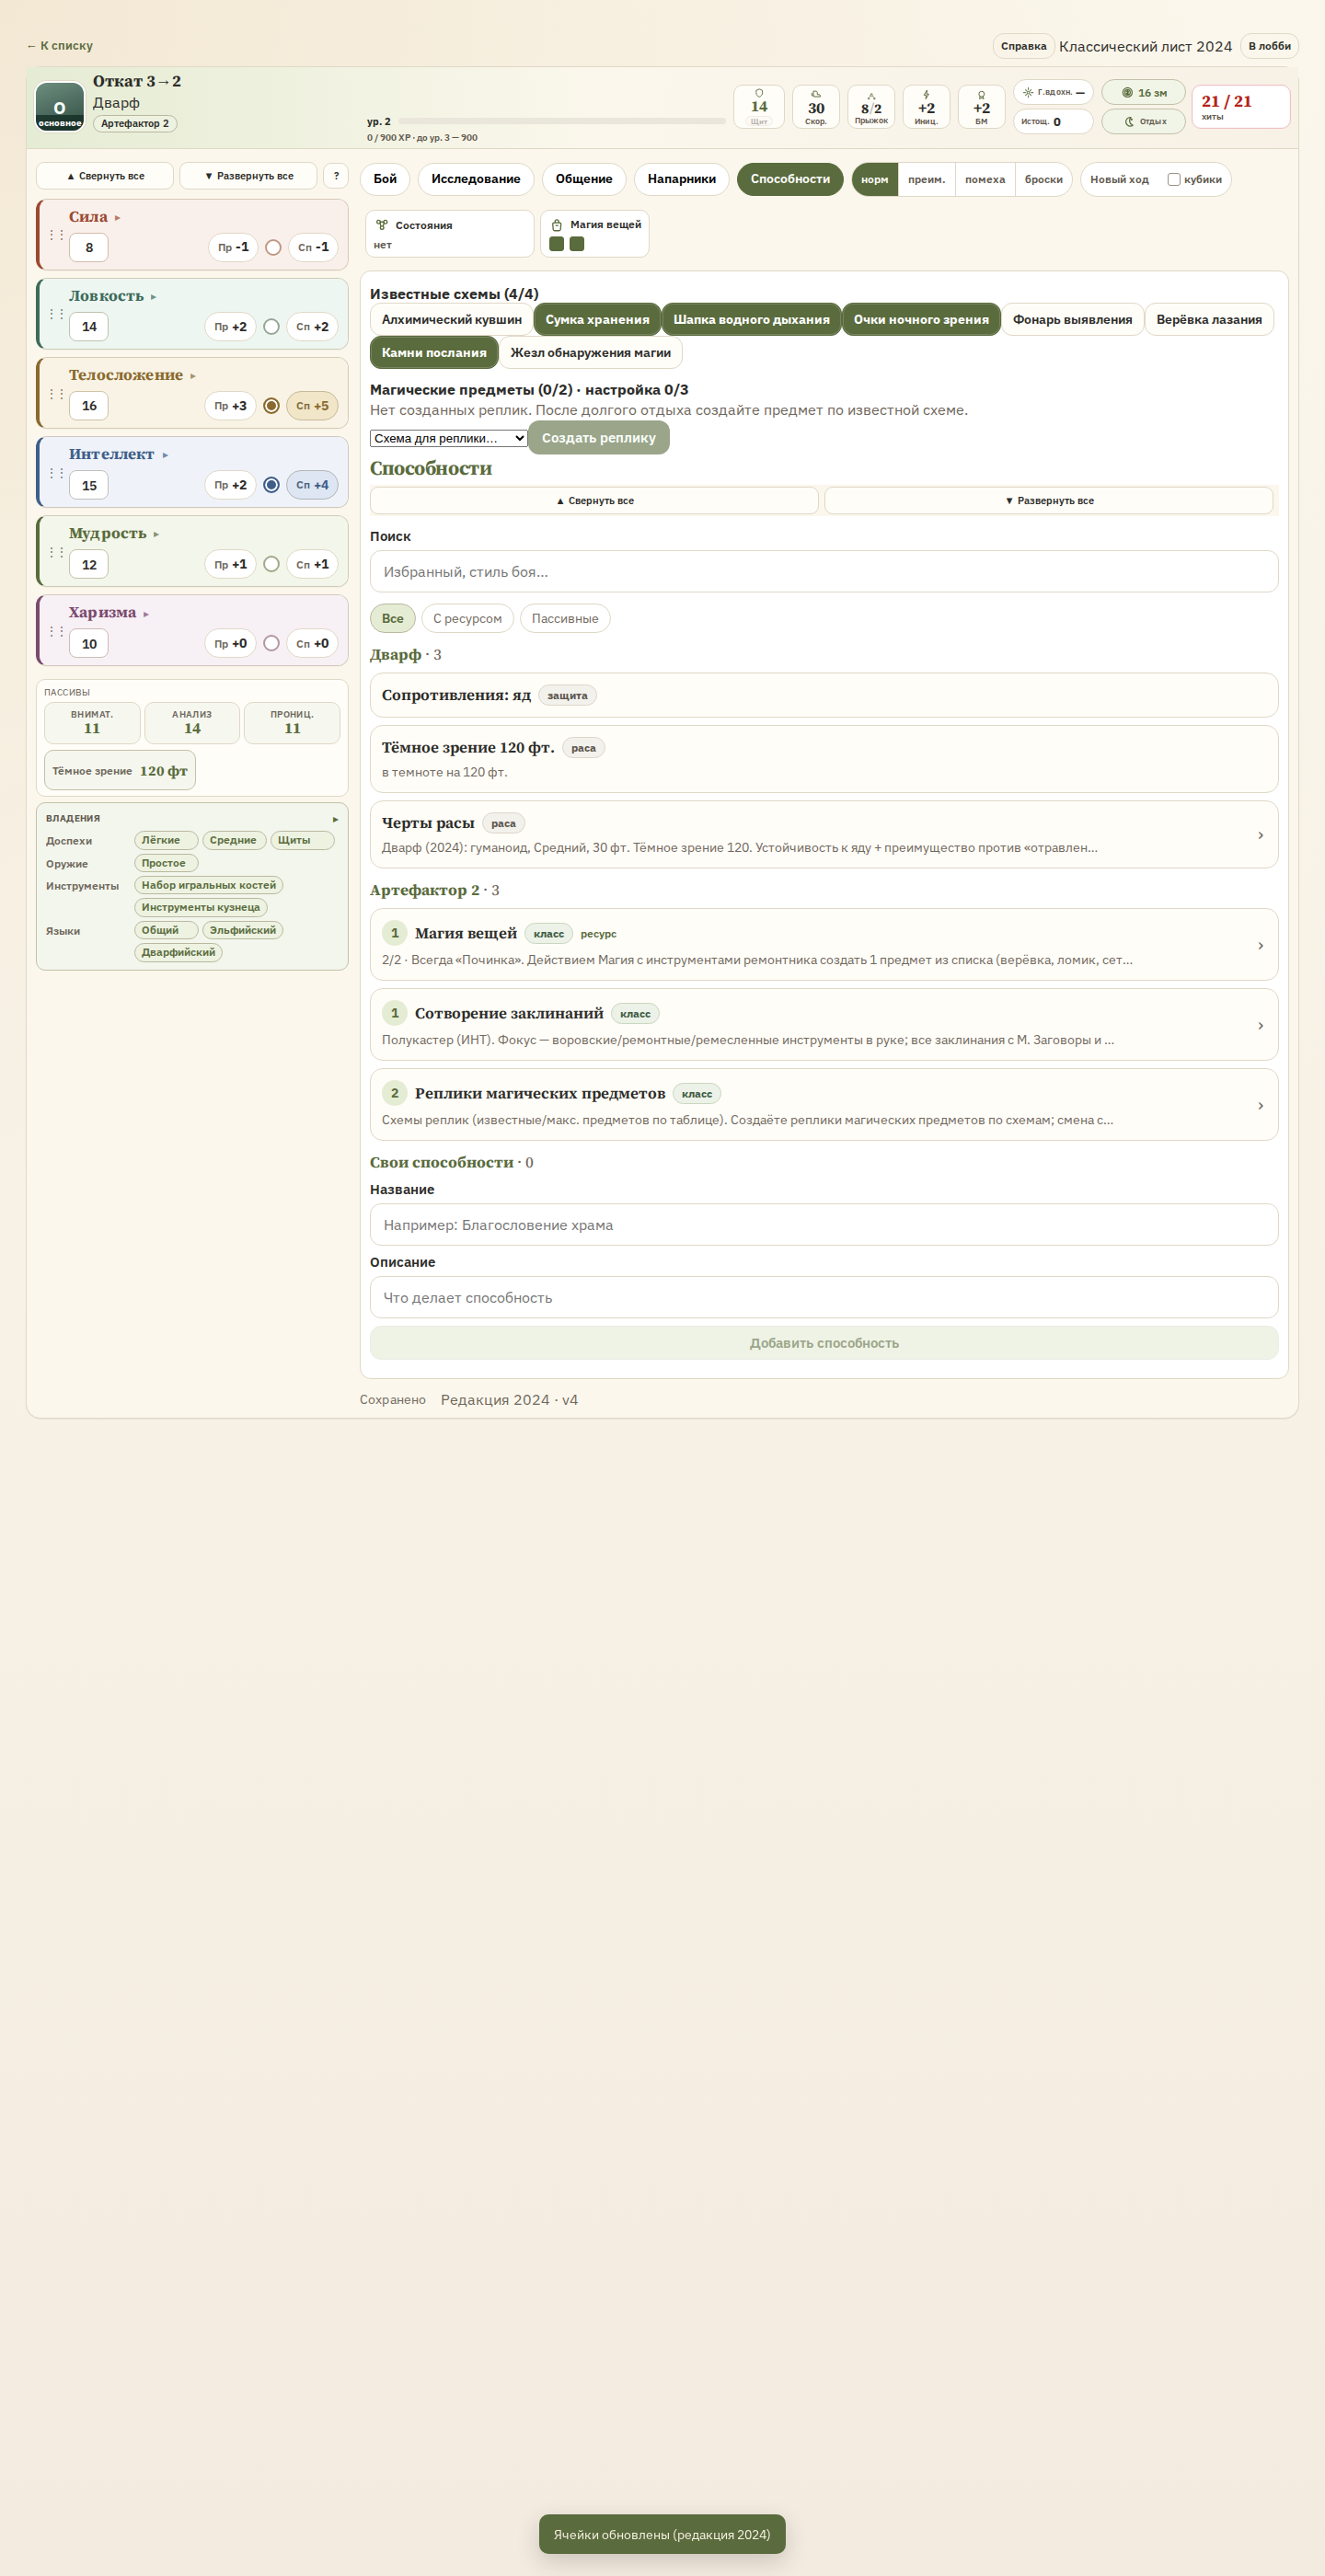 ← К списку
Справка Классический лист 2024 В лобби
О
основное
Откат 3→2
Дварф
Артефактор 2
ур. 2
0 / 900 XP · до ур. 3 — 900
14
Щит
30
Скор.
8/2
Прыжок
+2
Иниц.
+2
БМ
Г.вдохн. —
Истощ. 0
16 зм
Отдых
21 / 21
хиты
▲ Свернуть все ▼ Развернуть все ?
Сила ▸
8 Пр -1 Сп -1
Ловкость ▸
14 Пр +2 Сп +2
Телосложение ▸
16 Пр +3 Сп +5
Интеллект ▸
15 Пр +2 Сп +4
Мудрость ▸
12 Пр +1 Сп +1
Харизма ▸
10 Пр +0 Сп +0
ПАССИВЫ
ВНИМАТ. АНАЛИЗ ПРОНИЦ.
11 14 11
Тёмное зрение 120 фт
ВЛАДЕНИЯ ▸
Доспехи Лёгкие Средние Щиты
Оружие Простое
Инструменты Набор игральных костей
Инструменты кузнеца
Языки Общий Эльфийский
Дварфийский
Бой Исследование Общение Напарники Способности норм преим. помеха броски Новый ход кубики
Состояния
нет
Магия вещей
Известные схемы (4/4)
Алхимический кувшин Сумка хранения Шапка водного дыхания Очки ночного зрения Фонарь выявления Верёвка лазания
Камни послания Жезл обнаружения магии
Магические предметы (0/2) · настройка 0/3
Нет созданных реплик. После долгого отдыха создайте предмет по известной схеме.
Схема для реплики… Создать реплику
Способности
▲ Свернуть все ▼ Развернуть все
Поиск
Избранный, стиль боя…
Все С ресурсом Пассивные
Дварф · 3
Сопротивления: яд защита
Тёмное зрение 120 фт. раса
в темноте на 120 фт.
Черты расы раса
Дварф (2024): гуманоид, Средний, 30 фт. Тёмное зрение 120. Устойчивость к яду + преимущество против «отравлен… ›
Артефактор 2 · 3
1 Магия вещей класс ресурс
2/2 · Всегда «Починка». Действием Магия с инструментами ремонтника создать 1 предмет из списка (верёвка, ломик, сет… ›
1 Сотворение заклинаний класс
Полукастер (ИНТ). Фокус — воровские/ремонтные/ремесленные инструменты в руке; все заклинания с М. Заговоры и … ›
2 Реплики магических предметов класс
Схемы реплик (известные/макс. предметов по таблице). Создаёте реплики магических предметов по схемам; смена с… ›
Свои способности · 0
Название
Например: Благословение храма
Описание
Что делает способность
Добавить способность
Сохранено Редакция 2024 · v4
Ячейки обновлены (редакция 2024)